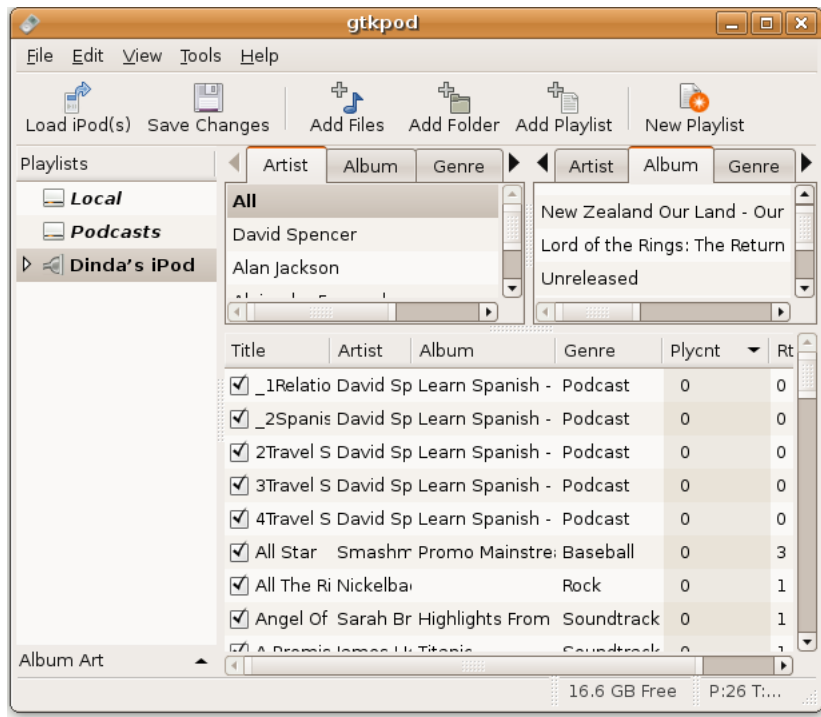 gtkpod
File Edit View Tools Help
Load iPod(s) Save Changes Add Files Add Folder Add Playlist New Playlist
Playlists
Local
Podcasts
Dinda's iPod
Artist Album Genre
All
David Spencer
Alan Jackson
Artist Album Genre
New Zealand Our Land - Our
Lord of the Rings: The Return
Unreleased
Title Artist Album Genre Plycnt Rt
_1Relatio David Sp Learn Spanish - Podcast 0 0
_2Spanis David Sp Learn Spanish - Podcast 0 0
2Travel S David Sp Learn Spanish - Podcast 0 0
3Travel S David Sp Learn Spanish - Podcast 0 0
4Travel S David Sp Learn Spanish - Podcast 0 0
All Star Smashm Promo Mainstre Baseball 0 3
All The Ri Nickelba Rock 0 1
Angel Of Sarah Br Highlights From Soundtrack 0 1
A Promis James Titanic Soundtrack 0 1
Album Art
16.6 GB Free P:26 T:...